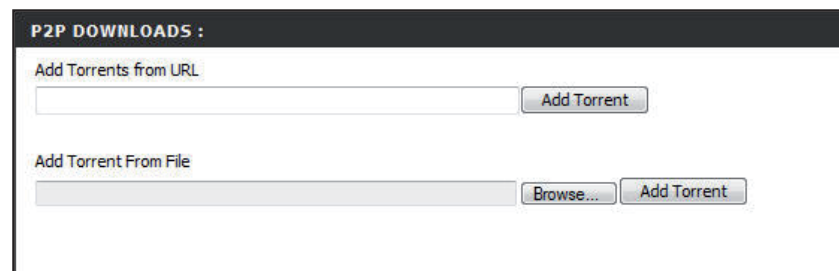 P2P DOWNLOADS :
Add Torrents from URL
Add Torrent
Add Torrent From File
Browse... Add Torrent